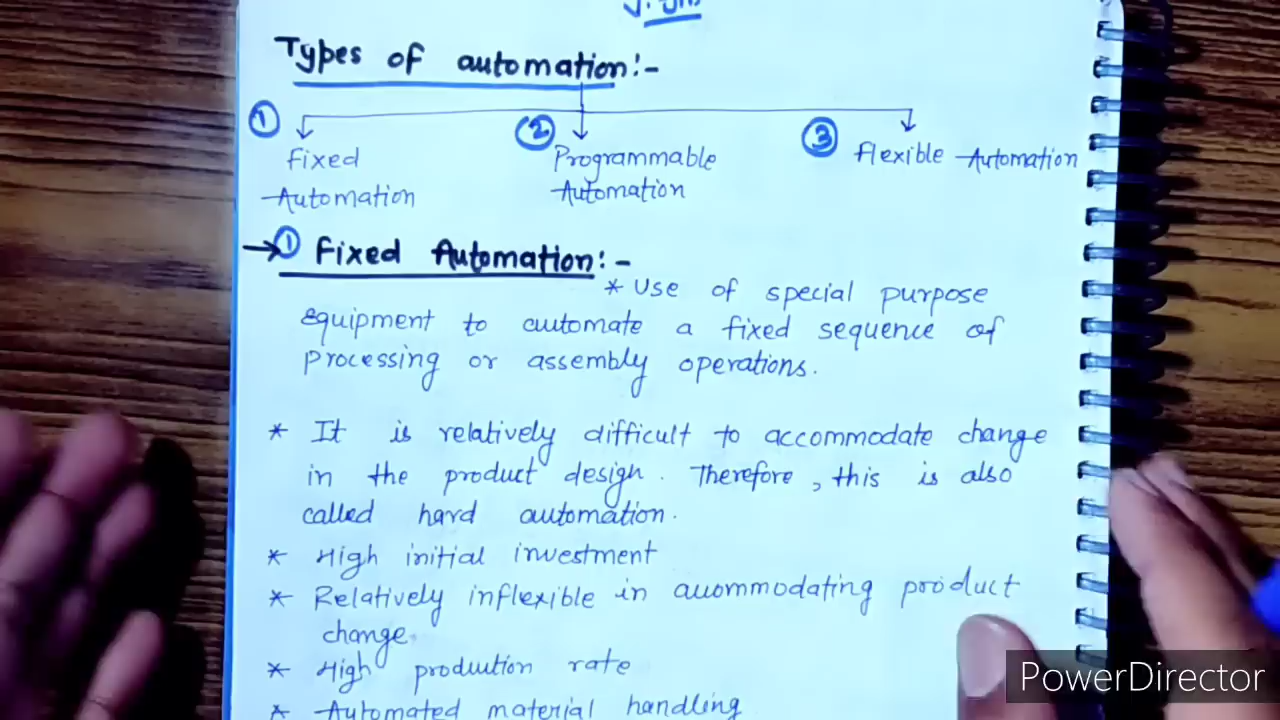 Types of automation:-
① ② ③
Fixed Automation
Programmable Automation
Flexible Automation
→① Fixed Automation:-
* Use of special purpose
equipment to automate a fixed sequence of
processing or assembly operations.
* It is relatively difficult to accommodate change
in the product design. Therefore, this is also
called hard automation.
* High initial investment
* Relatively inflexible in auommodating product
change.
* High production rate
* Automated material handling
PowerDirector